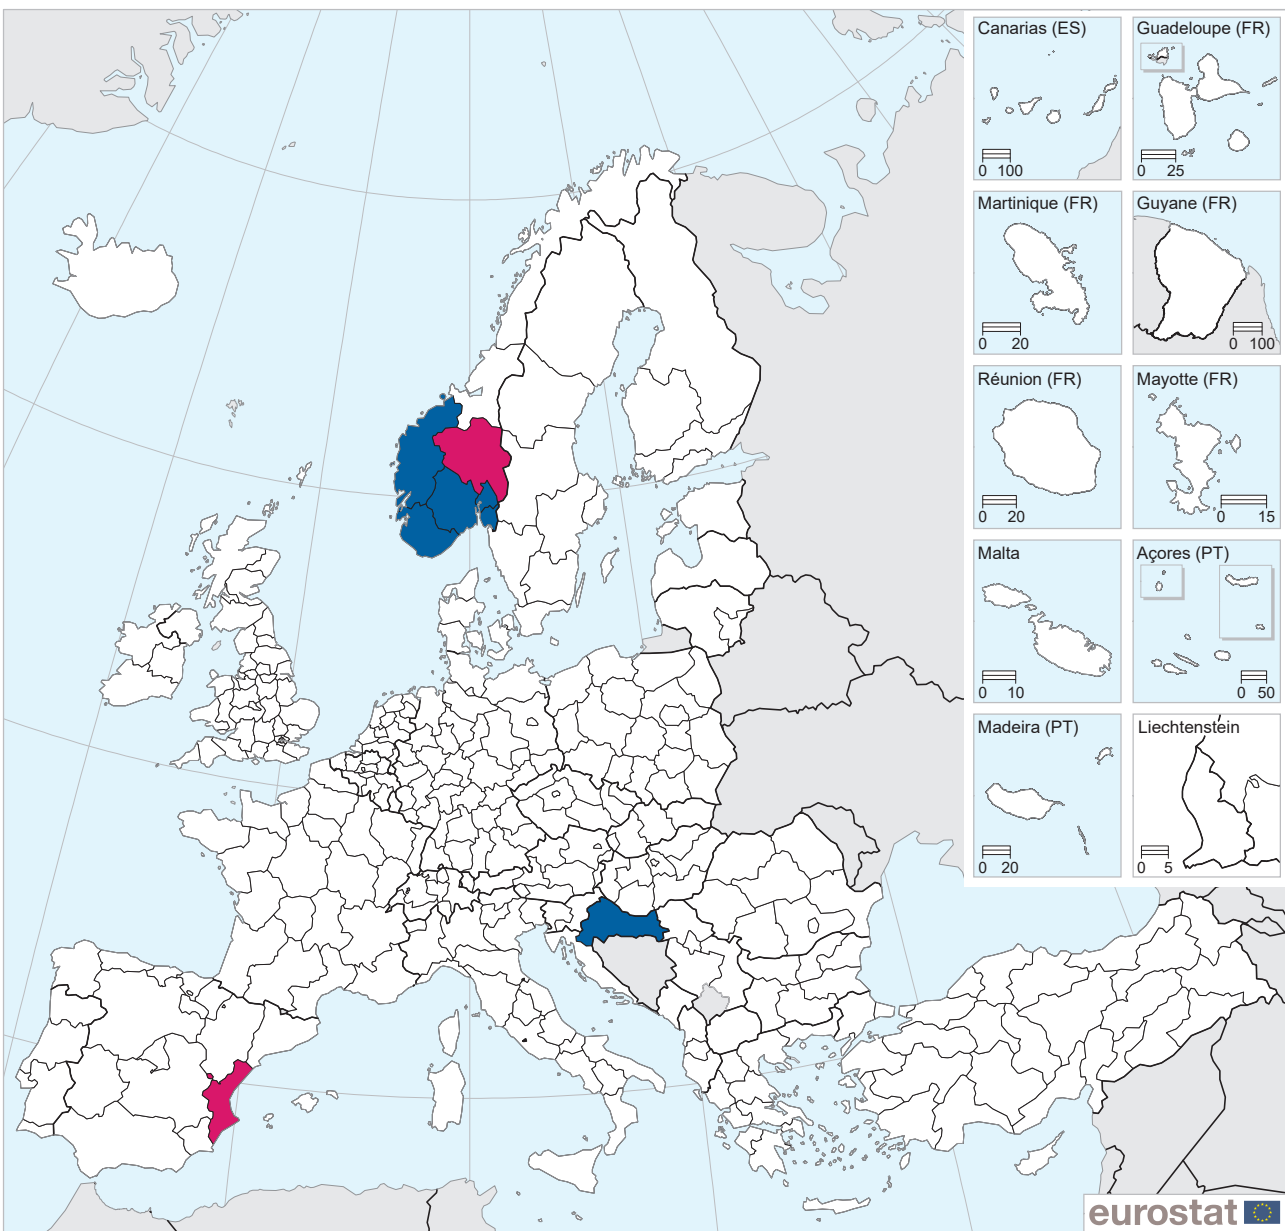 Canarias (ES)
0 100
Guadeloupe (FR)
0 25
Martinique (FR)
0 20
Guyane (FR)
0 100
Réunion (FR)
0 20
Mayotte (FR)
0 15
Malta
0 10
Açores (PT)
0 50
Madeira (PT)
0 20
Liechtenstein
0 5
eurostat